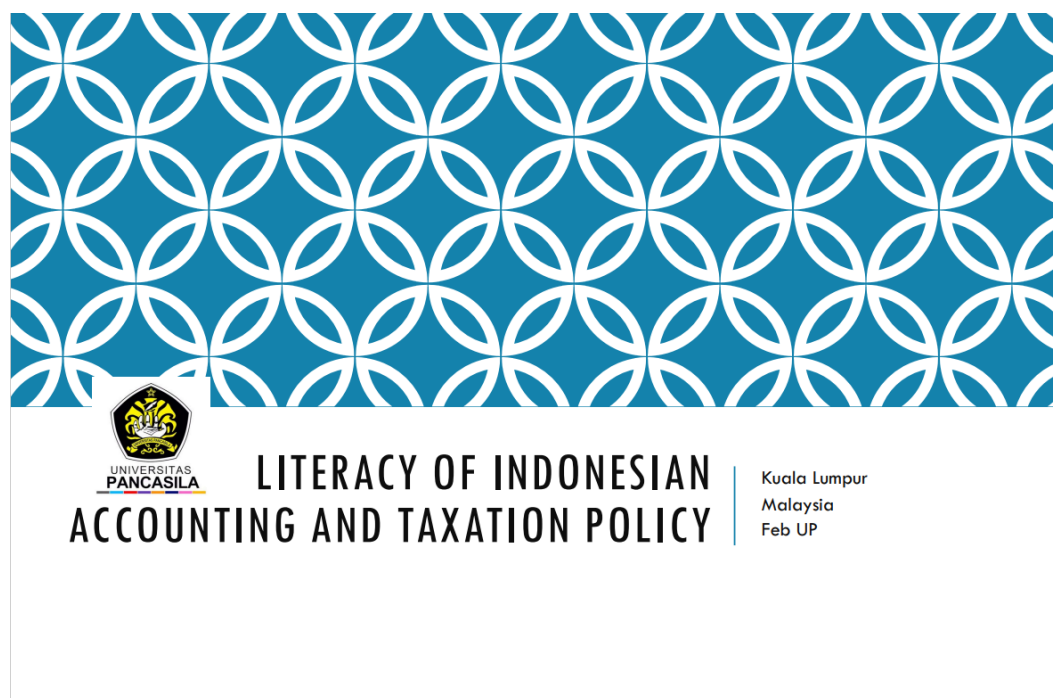 UNIVERSITAS
PANCASILA
LITERACY OF INDONESIAN
ACCOUNTING AND TAXATION POLICY
Kuala Lumpur
Malaysia
Feb UP